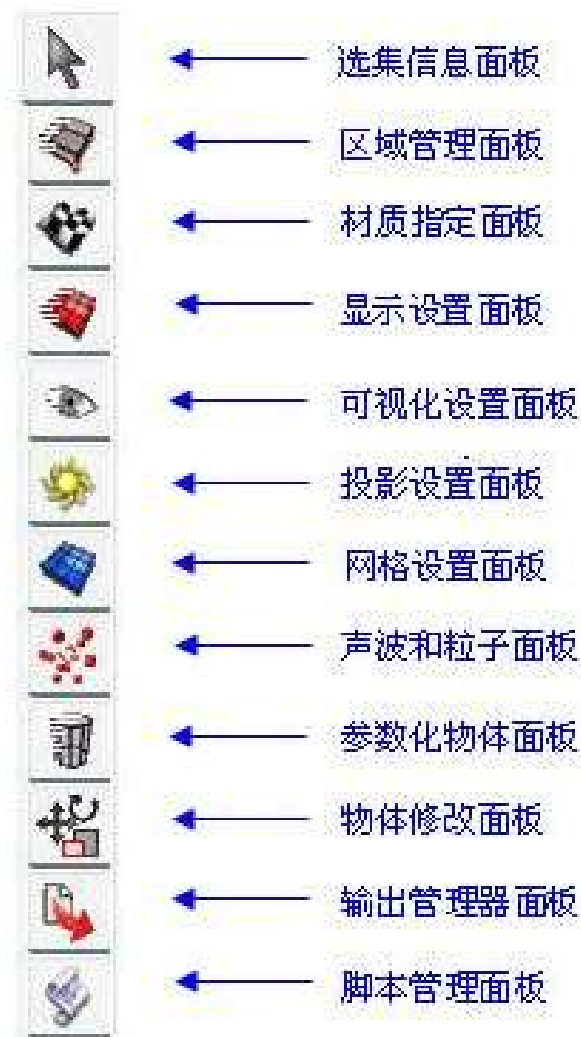 选集信息面板
区域管理面板
材质指定面板
显示设置面板
可视化设置面板
投影设置面板
网格设置面板
声波和粒子面板
参数化物体面板
物体修改面板
输出管理器面板
脚本管理面板